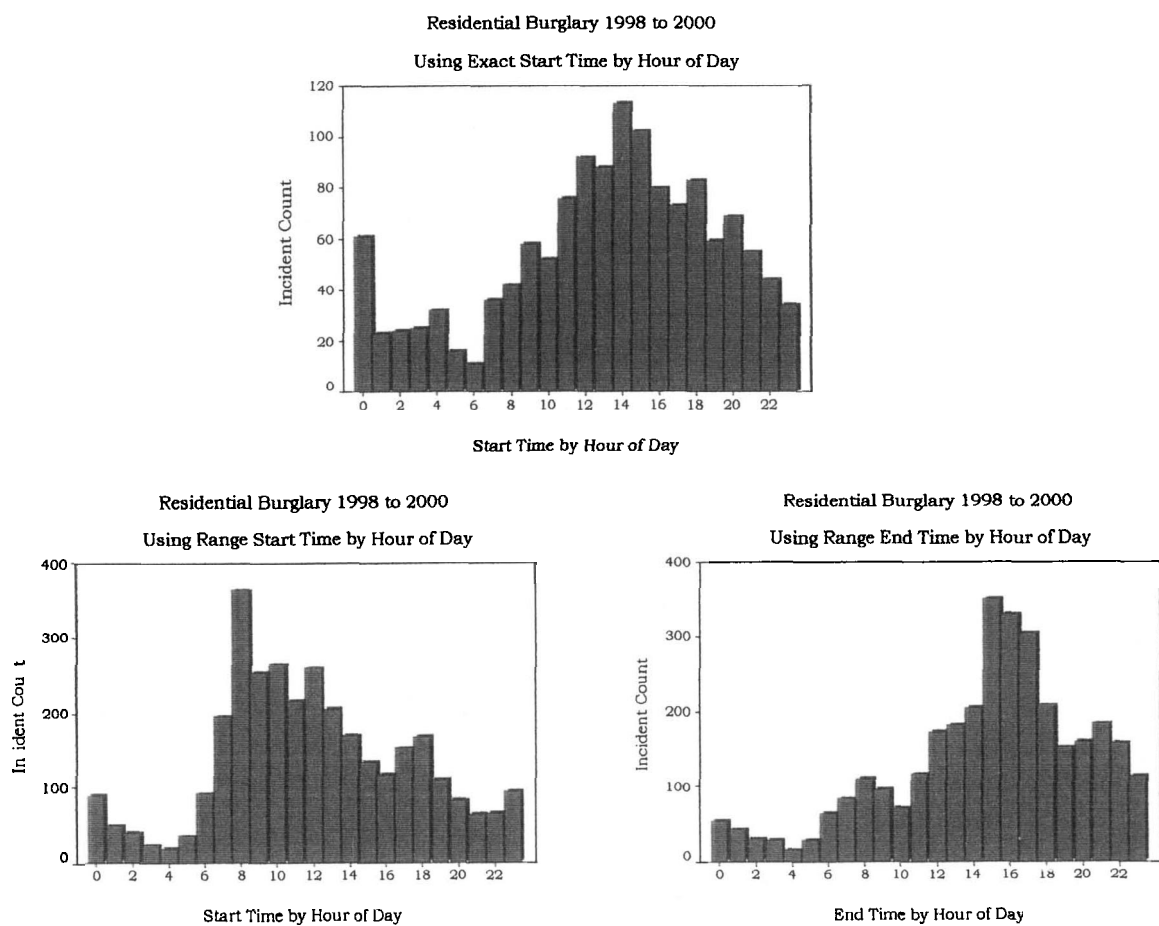 Residential Burglary 1998 to 2000
Using Exact Start Time by Hour of Day
120
100
80
60
40
20
0
Incident Count
0 2 4 6 8 10 12 14 16 18 20 22
Start Time by Hour of Day
Residential Burglary 1998 to 2000
Using Range Start Time by Hour of Day
400
300
200
100
0
In ident Cou t
0 2 4 6 8 10 12 14 16 18 20 22
Start Time by Hour of Day
Residential Burglary 1998 to 2000
Using Range End Time by Hour of Day
400
300
200
100
0
Incident Count
0 2 4 6 8 10 12 14 16 18 20 22
End Time by Hour of Day